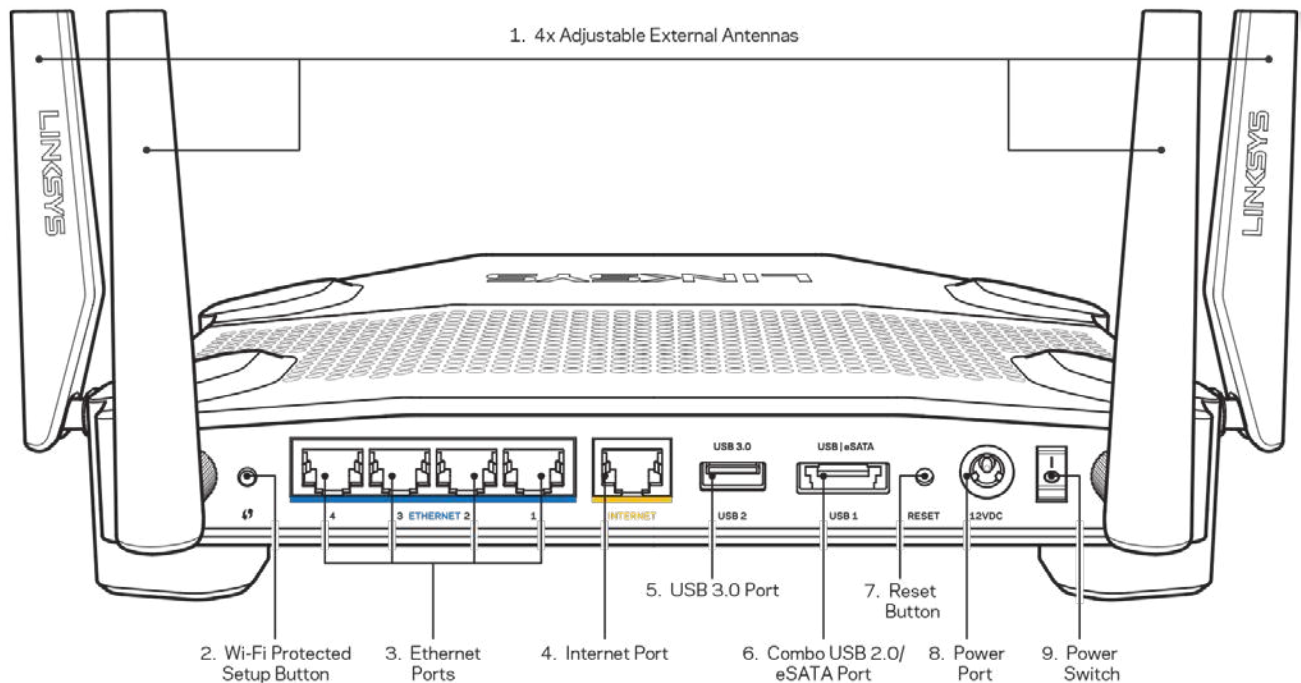 1. 4x Adjustable External Antennas
LINKSYS
LINKSYS
LINKSYS
USB 3.0
USB|eSATA
4
3
ETHERNET
2
1
INTERNET
USB 2
USB 1
RESET
12VDC
5. USB 3.0 Port
7. Reset
Button
2. Wi-Fi Protected
Setup Button
3. Ethernet
Ports
4. Internet Port
6. Combo USB 2.0/
eSATA Port
8. Power
Port
9. Power
Switch